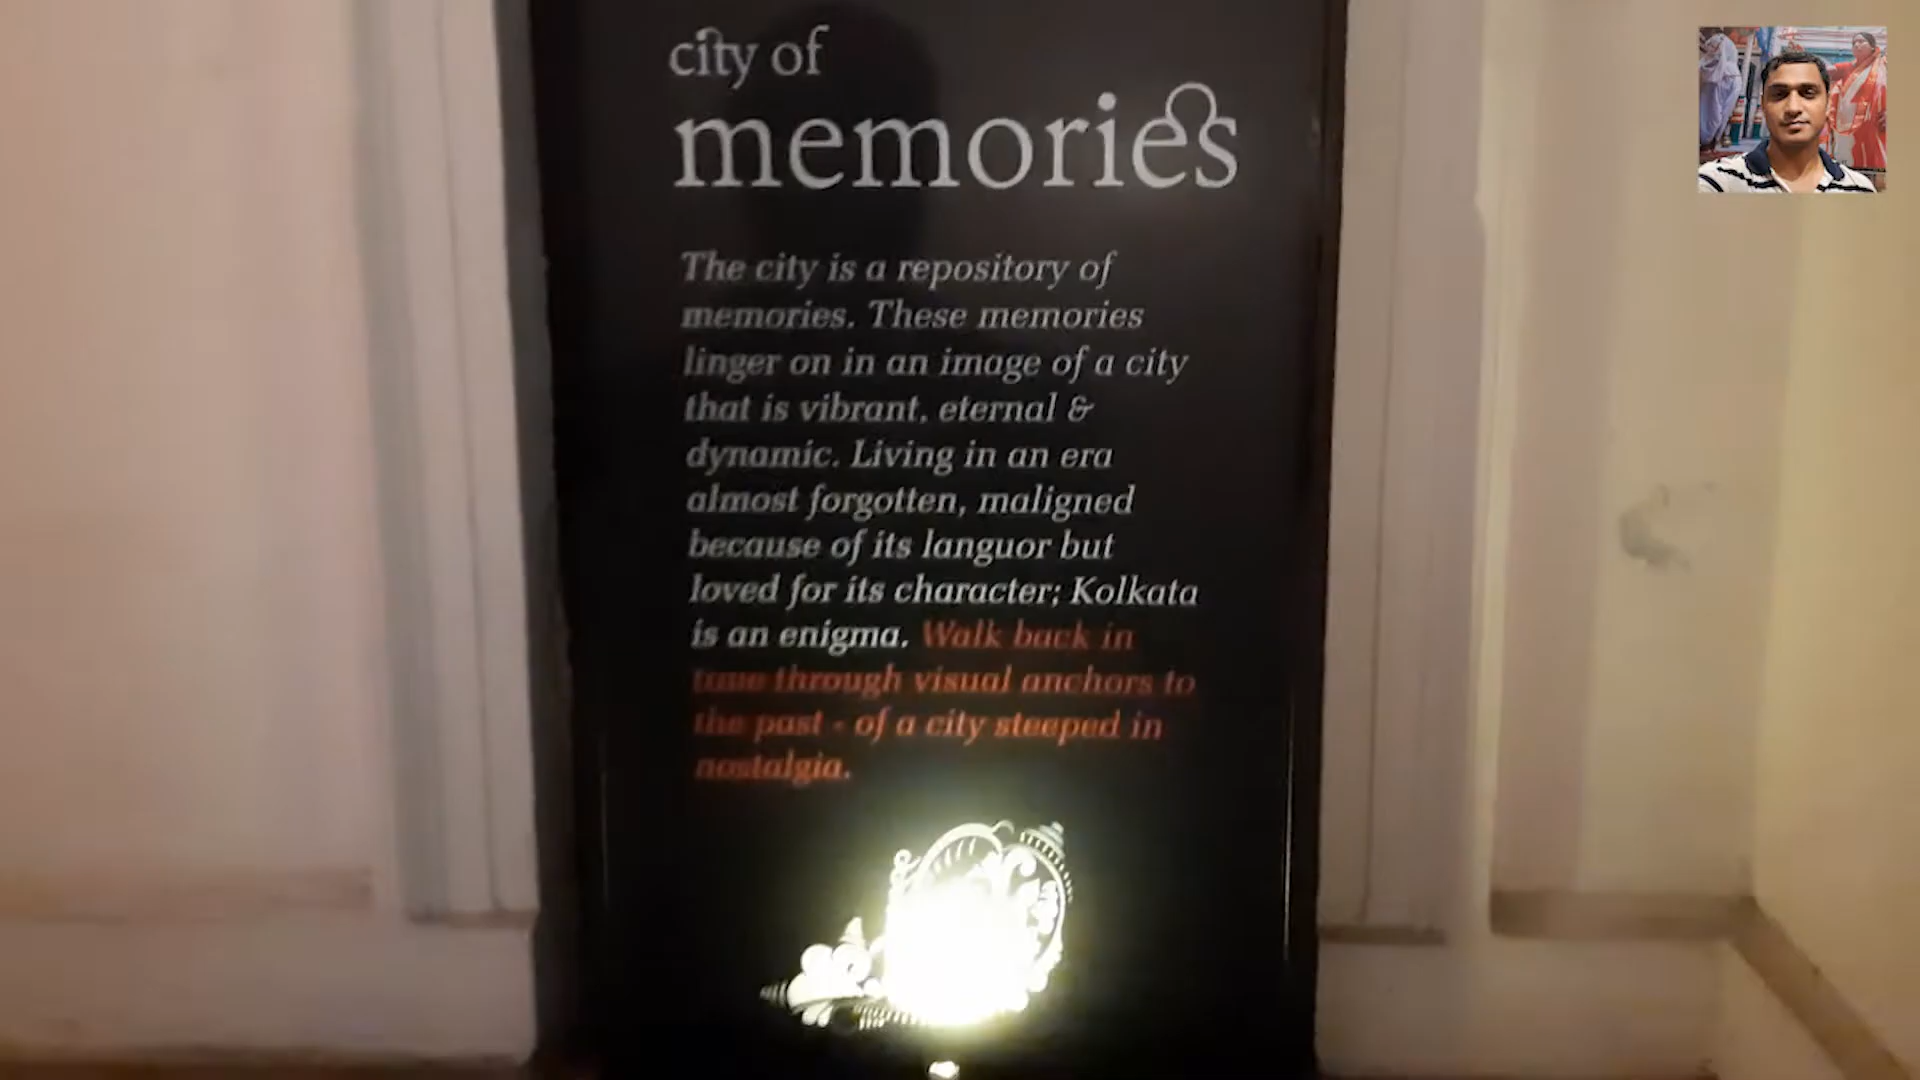 city of
memories
The city is a repository of
memories. These memories
linger on in an image of a city
that is vibrant, eternal &
dynamic. Living in an era
almost forgotten, maligned
because of its languor but
loved for its character; Kolkata
is an enigma. Walk back in
time through visual anchors to
the past - of a city steeped in
nostalgia.